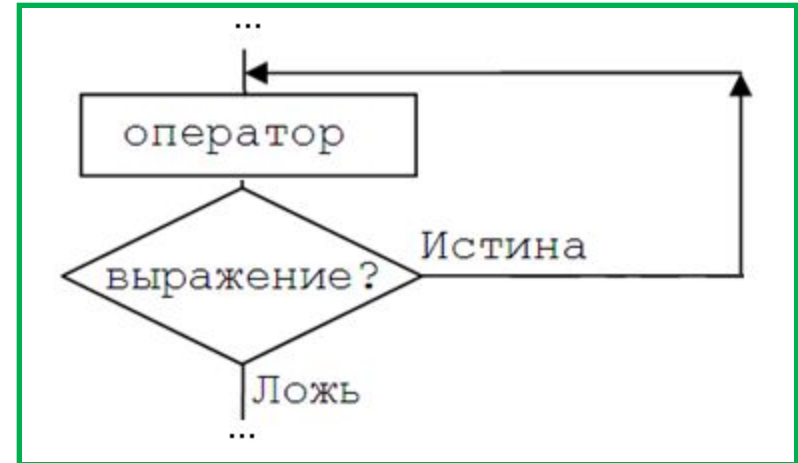 ...
оператор
Истина
выражение?
Ложь
...